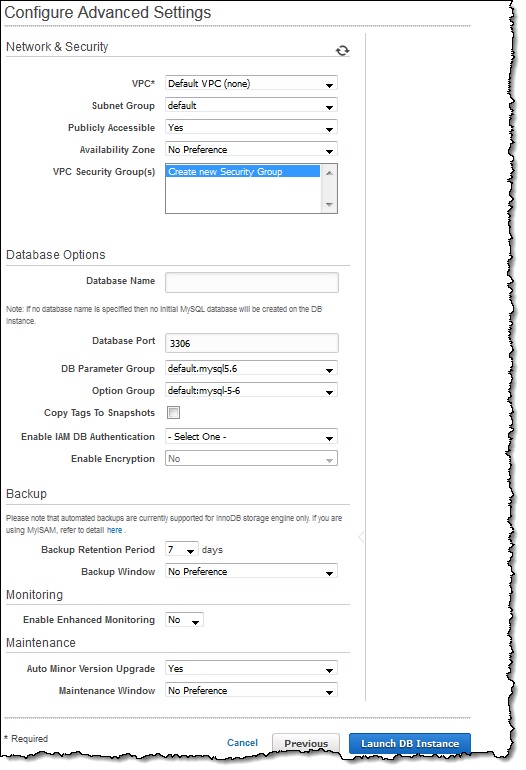 Configure Advanced Settings
Network & Security
VPC* Default VPC (none)
Subnet Group default
Publicly Accessible Yes
Availability Zone No Preference
VPC Security Group(s) Create new Security Group
Database Options
Database Name
Note: if no database name is specified then no initial MySQL database will be created on the DB
Instance.
Database Port 3306
DB Parameter Group default.mysql5.6
Option Group default:mysql-5-6
Copy Tags To Snapshots
Enable IAM DB Authentication - Select One -
Enable Encryption No
Backup
Please note that automated backups are currently supported for InnoDB storage engine only. If you are
using MyISAM, refer to detail here .
Backup Retention Period 7 days
Backup Window No Preference
Monitoring
Enable Enhanced Monitoring No
Maintenance
Auto Minor Version Upgrade Yes
Maintenance Window No Preference
* Required Cancel Previous Launch DB Instance